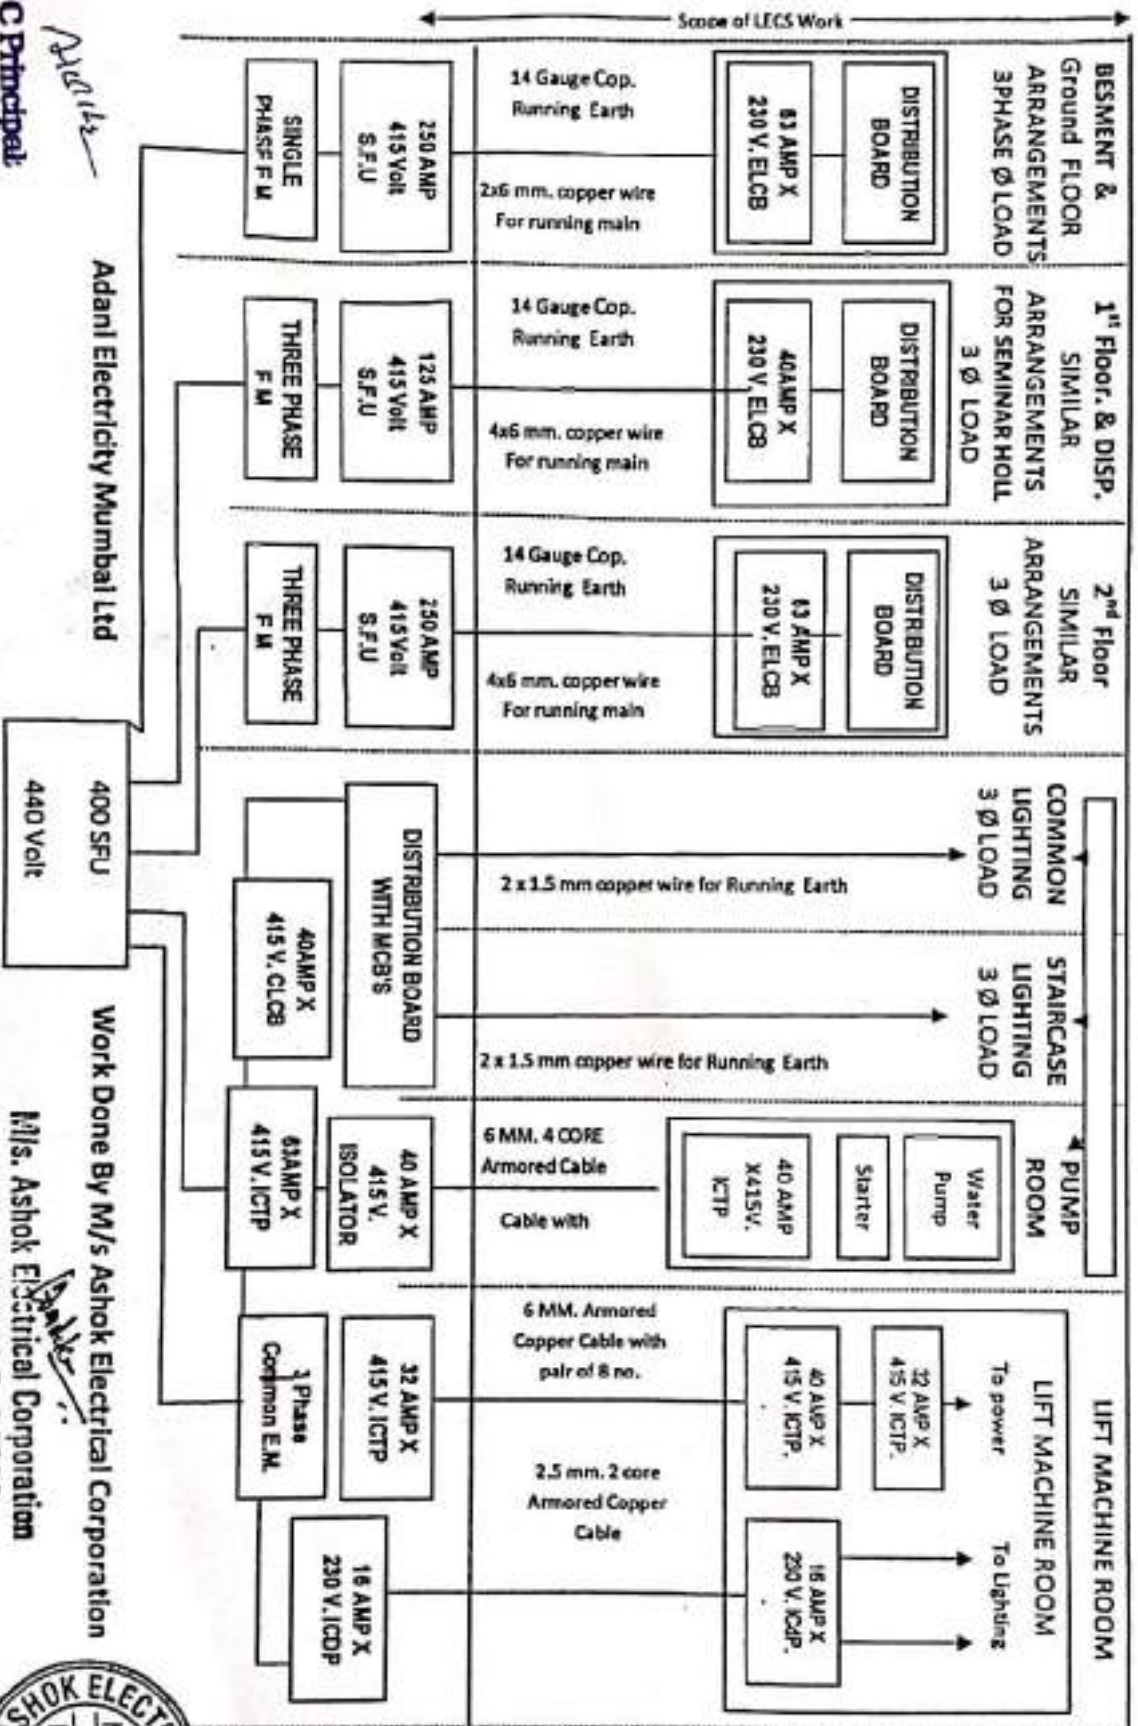 Scope of LECS Work
BESMENT &
Ground FLOOR
ARRANGEMENTS
3PHASE Ø LOAD
DISTRIBUTION
BOARD
63 AMP X
230 V. ELCB
14 Gauge Cop.
Running Earth
2x6 mm. copper wire
For running main
250 AMP
415 Volt
S.F.U
SINGLE
PHASE F M
1st Floor. & DISP.
SIMILAR
ARRANGEMENTS
FOR SEMINAR HOLL
3 Ø LOAD
DISTRIBUTION
BOARD
40AMP X
230 V. ELCB
14 Gauge Cop.
Running Earth
4x6 mm. copper wire
For running main
125 AMP
415 Volt
S.F.U
THREE PHASE
F M
2nd Floor
SIMILAR
ARRANGEMENTS
3 Ø LOAD
DISTRIBUTION
BOARD
63 AMP X
230 V. ELCB
14 Gauge Cop.
Running Earth
4x6 mm. copper wire
For running main
250 AMP
415 Volt
S.F.U
THREE PHASE
F M
COMMON
LIGHTING
3 Ø LOAD
2 x 1.5 mm copper wire for Running Earth
STAIRCASE
LIGHTING
3 Ø LOAD
2 x 1.5 mm copper wire for Running Earth
DISTRIBUTION BOARD
WITH MCB'S
40AMP X
415 V. CLCB
PUMP
ROOM
Water
Pump
Starter
40 AMP
X415V.
ICTP
6 MM. 4 CORE
Armored Cable
Cable with
40 AMP X
415 V.
ISOLATOR
63AMP X
415 V. ICTP
LIFT MACHINE ROOM
LIFT MACHINE ROOM
To power
To Lighting
32 AMP X
415 V. ICTP.
40 AMP X
415 V. ICTP.
16 AMP X
230 V. ICdP.
6 MM. Armored
Copper Cable with
pair of 8 no.
2.5 mm. 2 core
Armored Copper
Cable
32 AMP X
415 V. ICTP
3 Phase
Common E.M.
16 AMP X
230 V. ICDP
Adani Electricity Mumbai Ltd
400 SFU
440 Volt
Work Done By M/s Ashok Electrical Corporation
M/s. Ashok Electrical Corporation
C Principal
SHOK ELECT